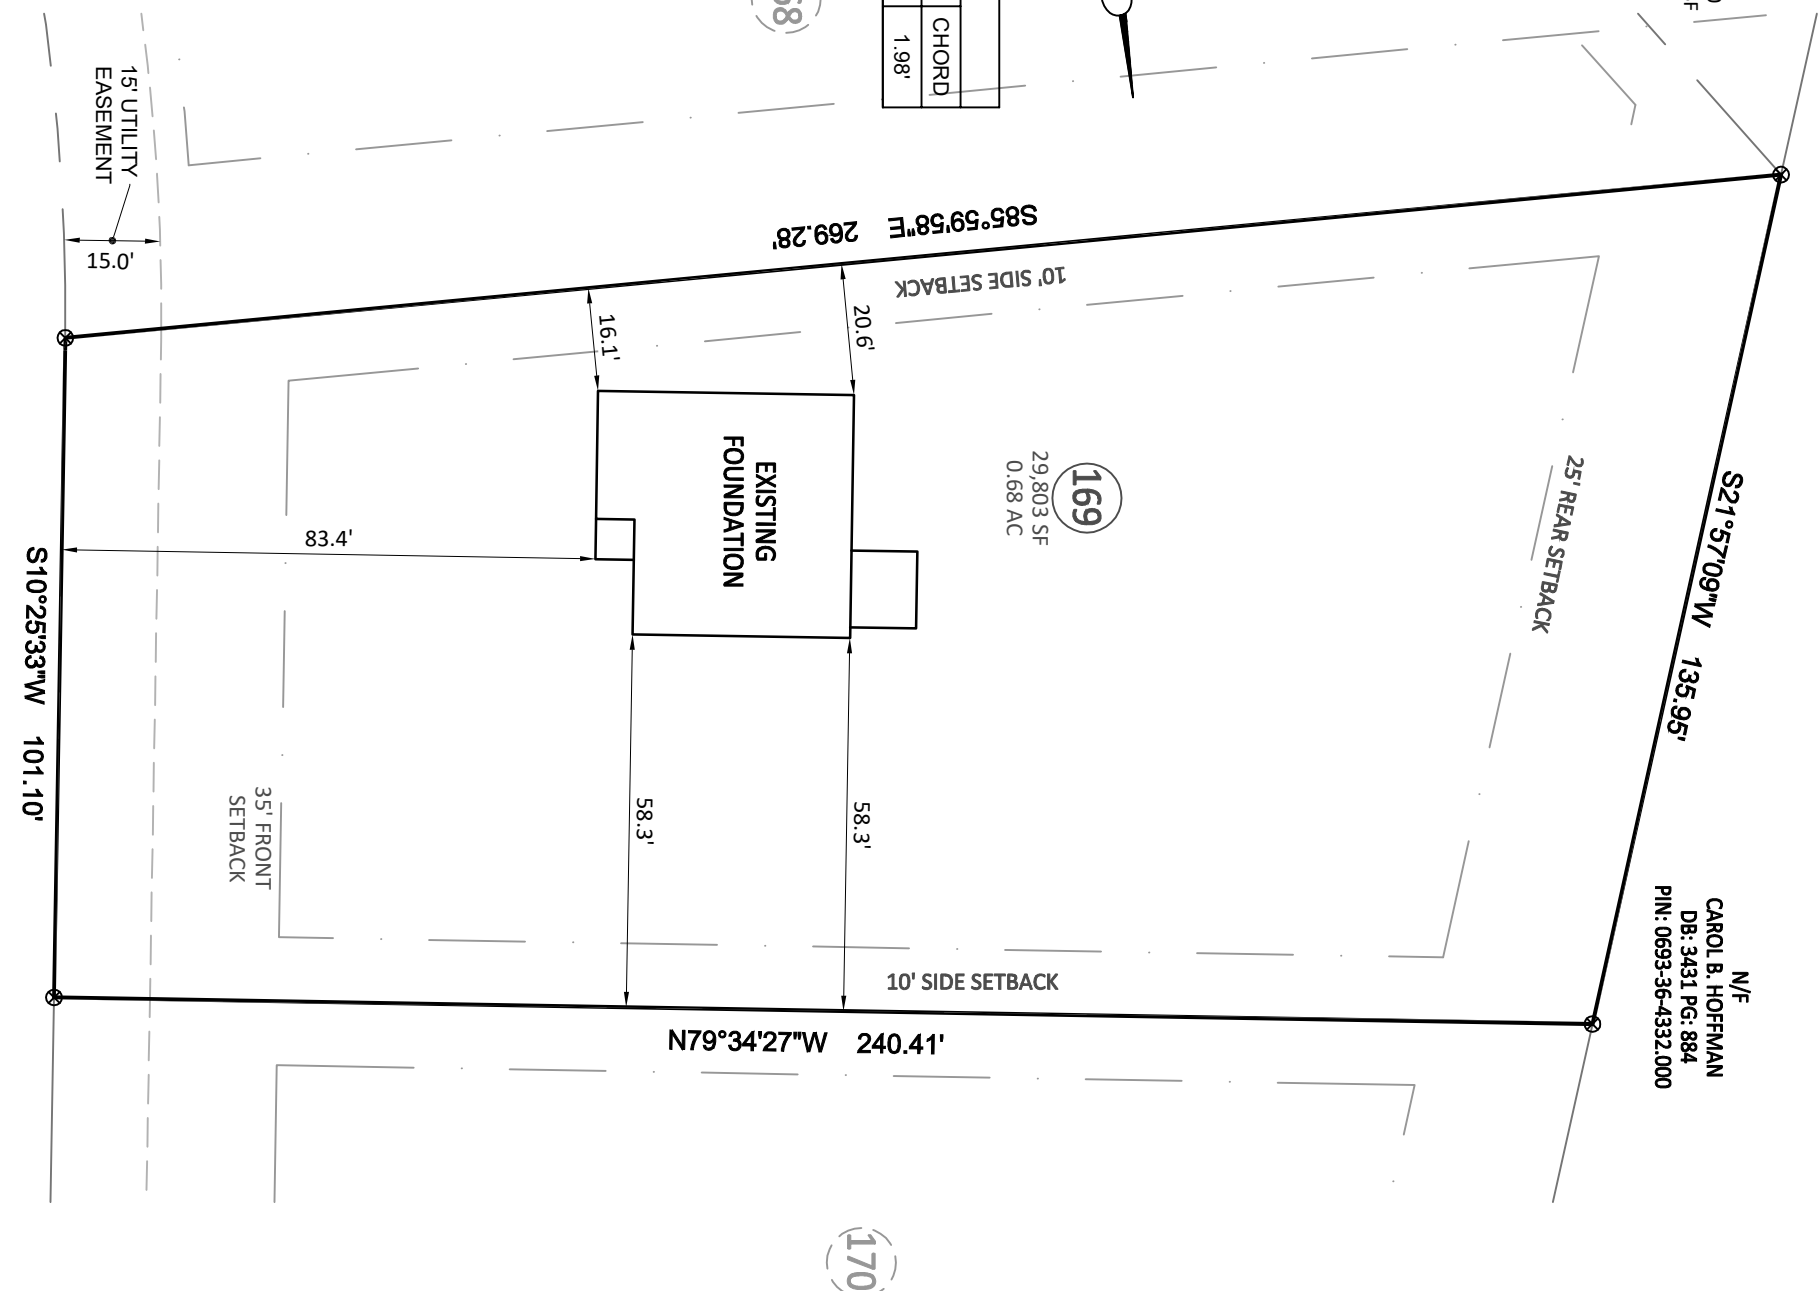 68
CHORD
1.98'
15' UTILITY
EASEMENT
15.0'
S85°59'58"E 269.28'
10' SIDE SETBACK
16.1'
20.6'
EXISTING
FOUNDATION
169
29,803 SF
0.68 AC
25' REAR SETBACK
S21°57'09"W 135.95'
83.4'
S10°25'33"W 101.10'
58.3'
58.3'
35' FRONT
SETBACK
10' SIDE SETBACK
N79°34'27"W 240.41'
N/F
CAROL B. HOFFMAN
DB: 3431 PG: 884
PIN: 0693-36-4332.000
170